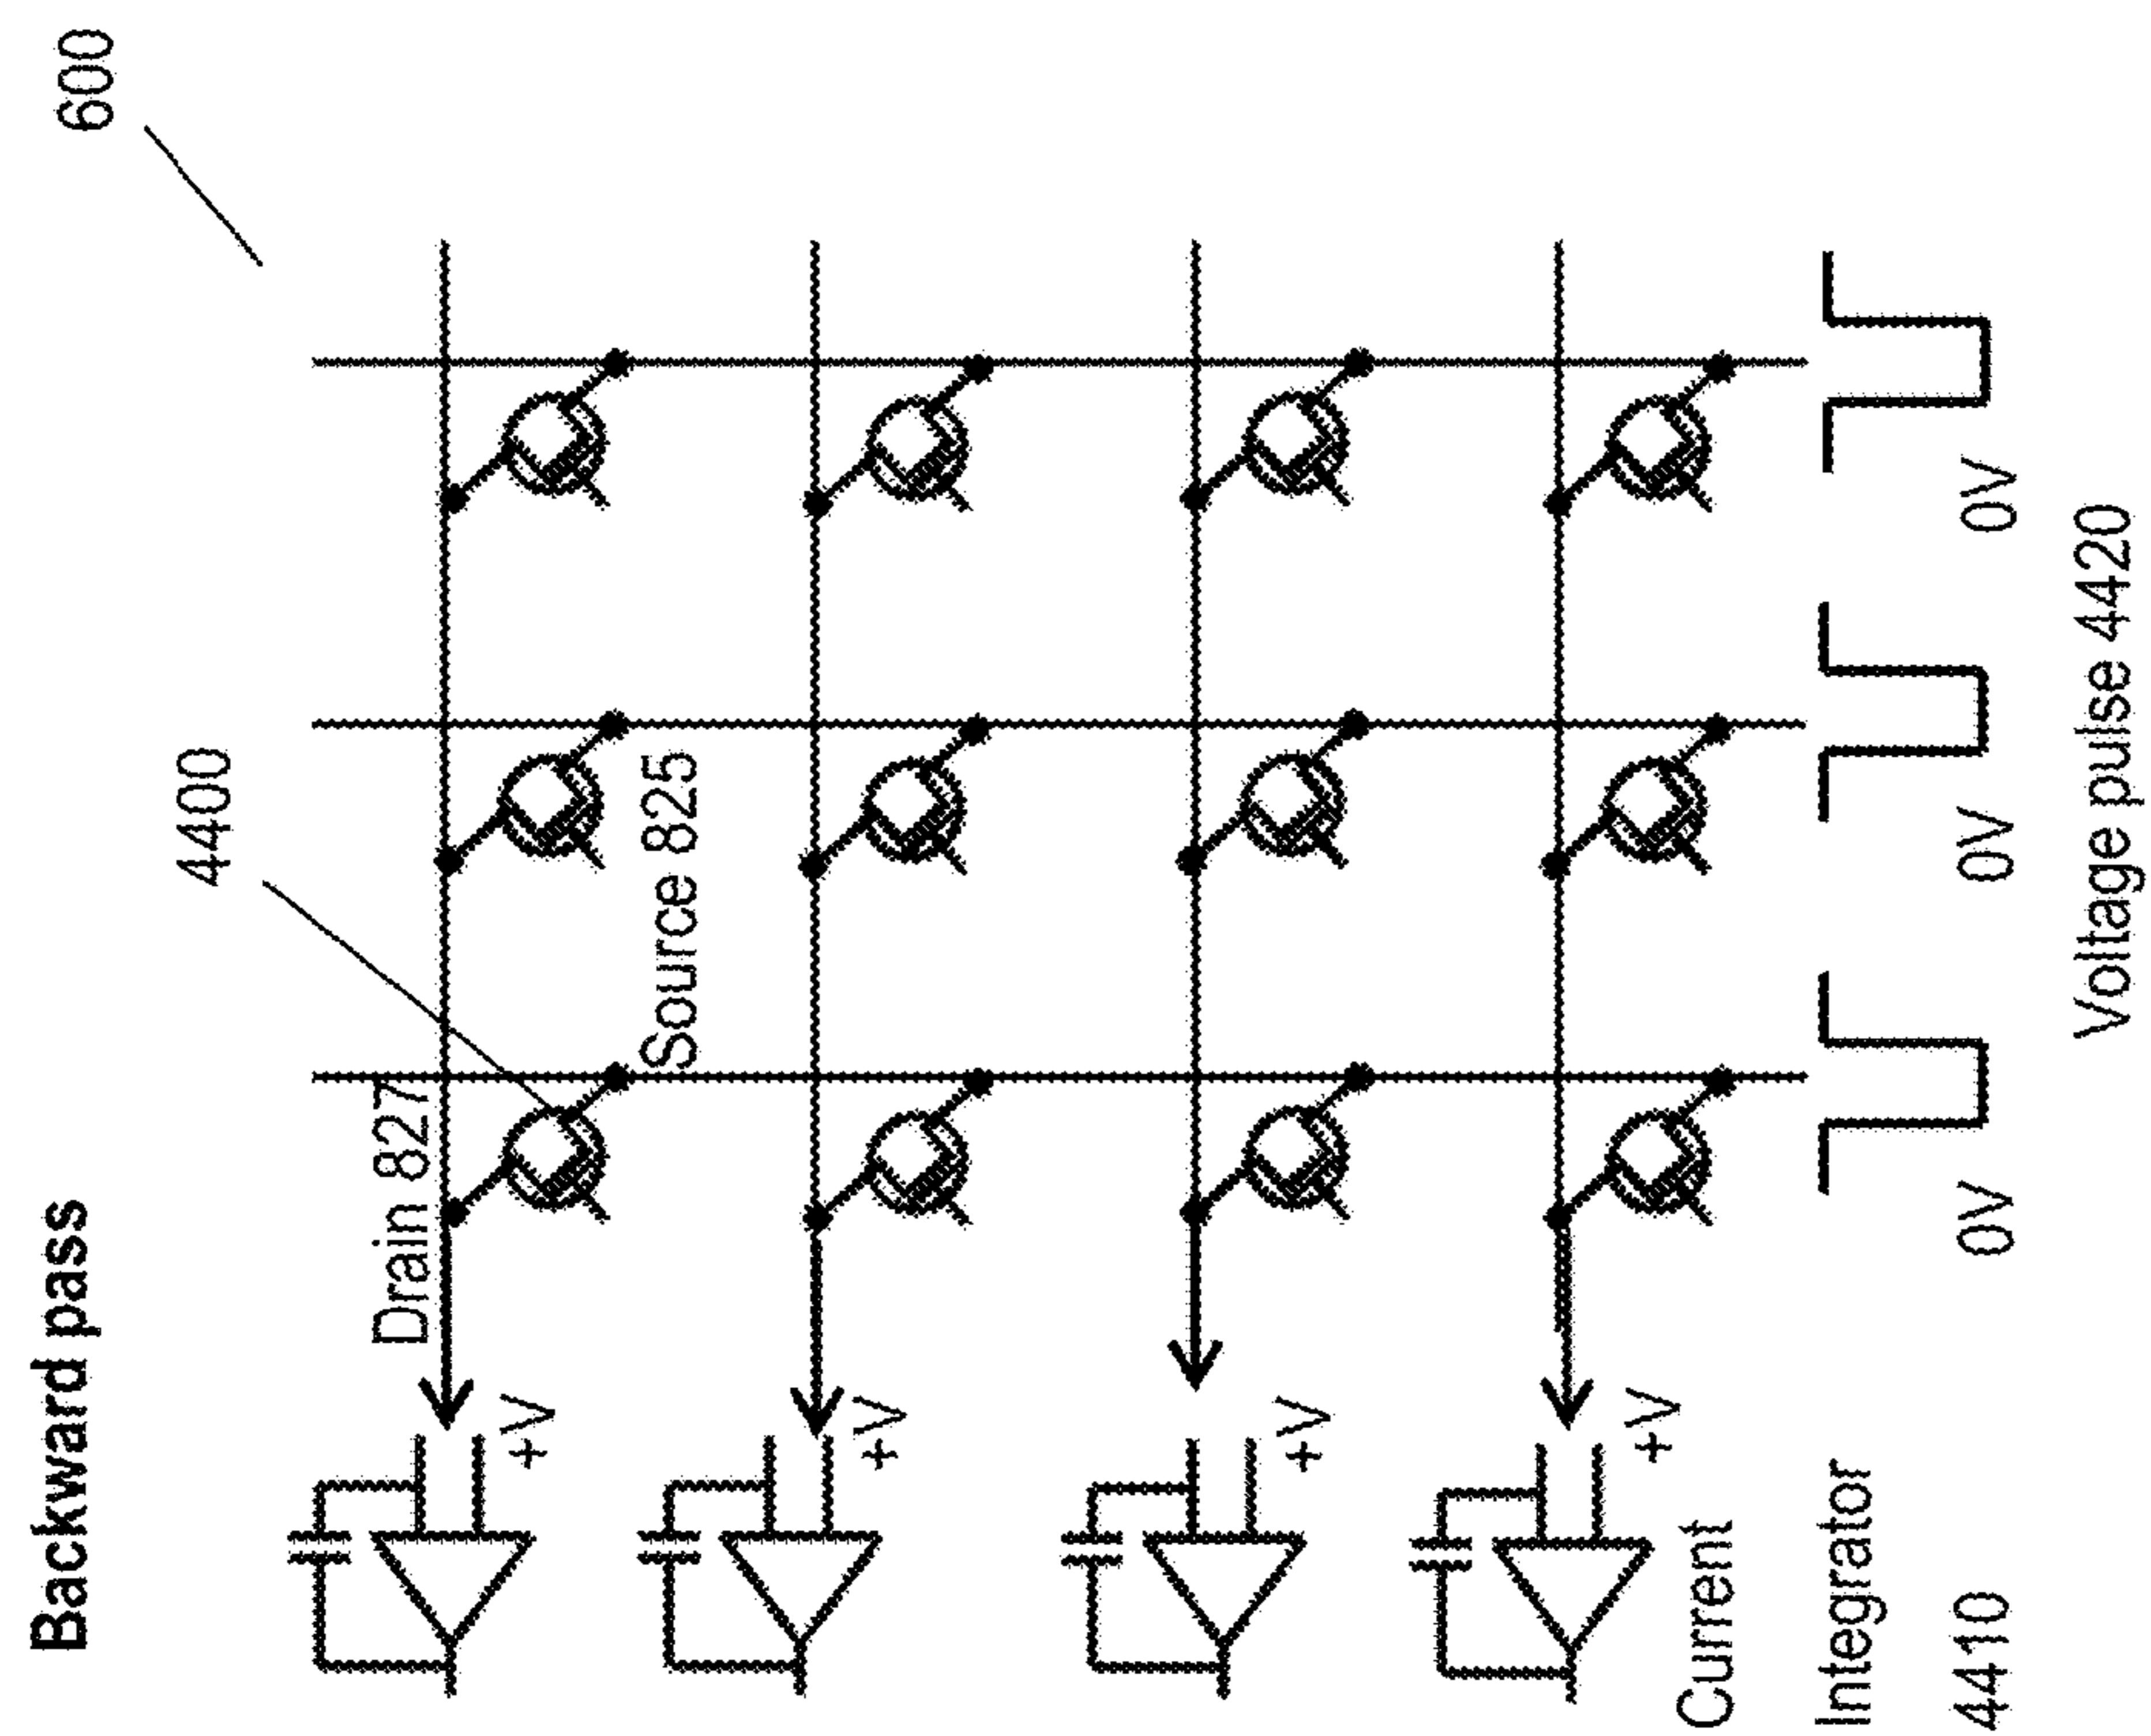 Backward pass
600
4400
Drain 827
Source 825
+V
+V
+V
+V
Current
Integrator
4410
0V
0V
0V
Voltage pulse 4420